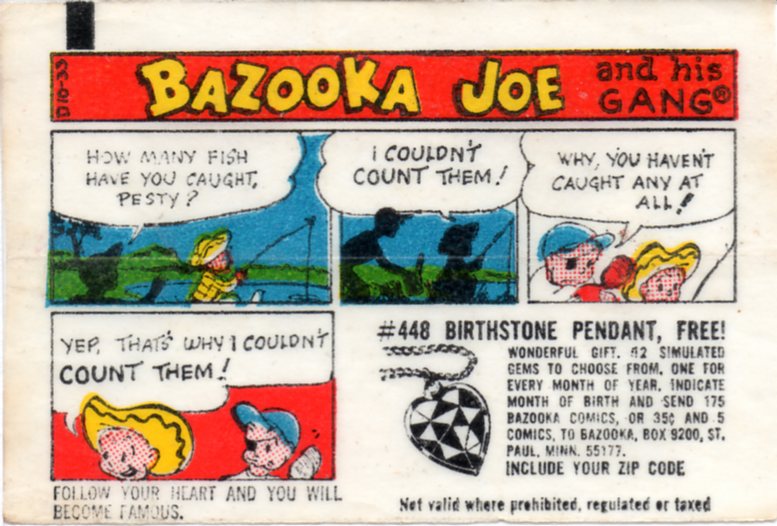 D10-33
BAZOOKA JOE
and his
GANG®
HOW MANY FISH
HAVE YOU CAUGHT,
PESTY?
I COULDN'T
COUNT THEM!
WHY, YOU HAVEN'T
CAUGHT ANY AT
ALL!
YEP, THAT'S WHY I COULDN'T
COUNT THEM!
FOLLOW YOUR HEART AND YOU WILL
BECOME FAMOUS.
#448 BIRTHSTONE PENDANT, FREE!
WONDERFUL GIFT. 12 SIMULATED
GEMS TO CHOOSE FROM, ONE FOR
EVERY MONTH OF YEAR. INDICATE
MONTH OF BIRTH AND SEND 175
BAZOOKA COMICS, OR 35¢ AND 5
COMICS, TO BAZOOKA, BOX 9200, ST.
PAUL, MINN. 55177.
INCLUDE YOUR ZIP CODE
Not valid where prohibited, regulated or taxed